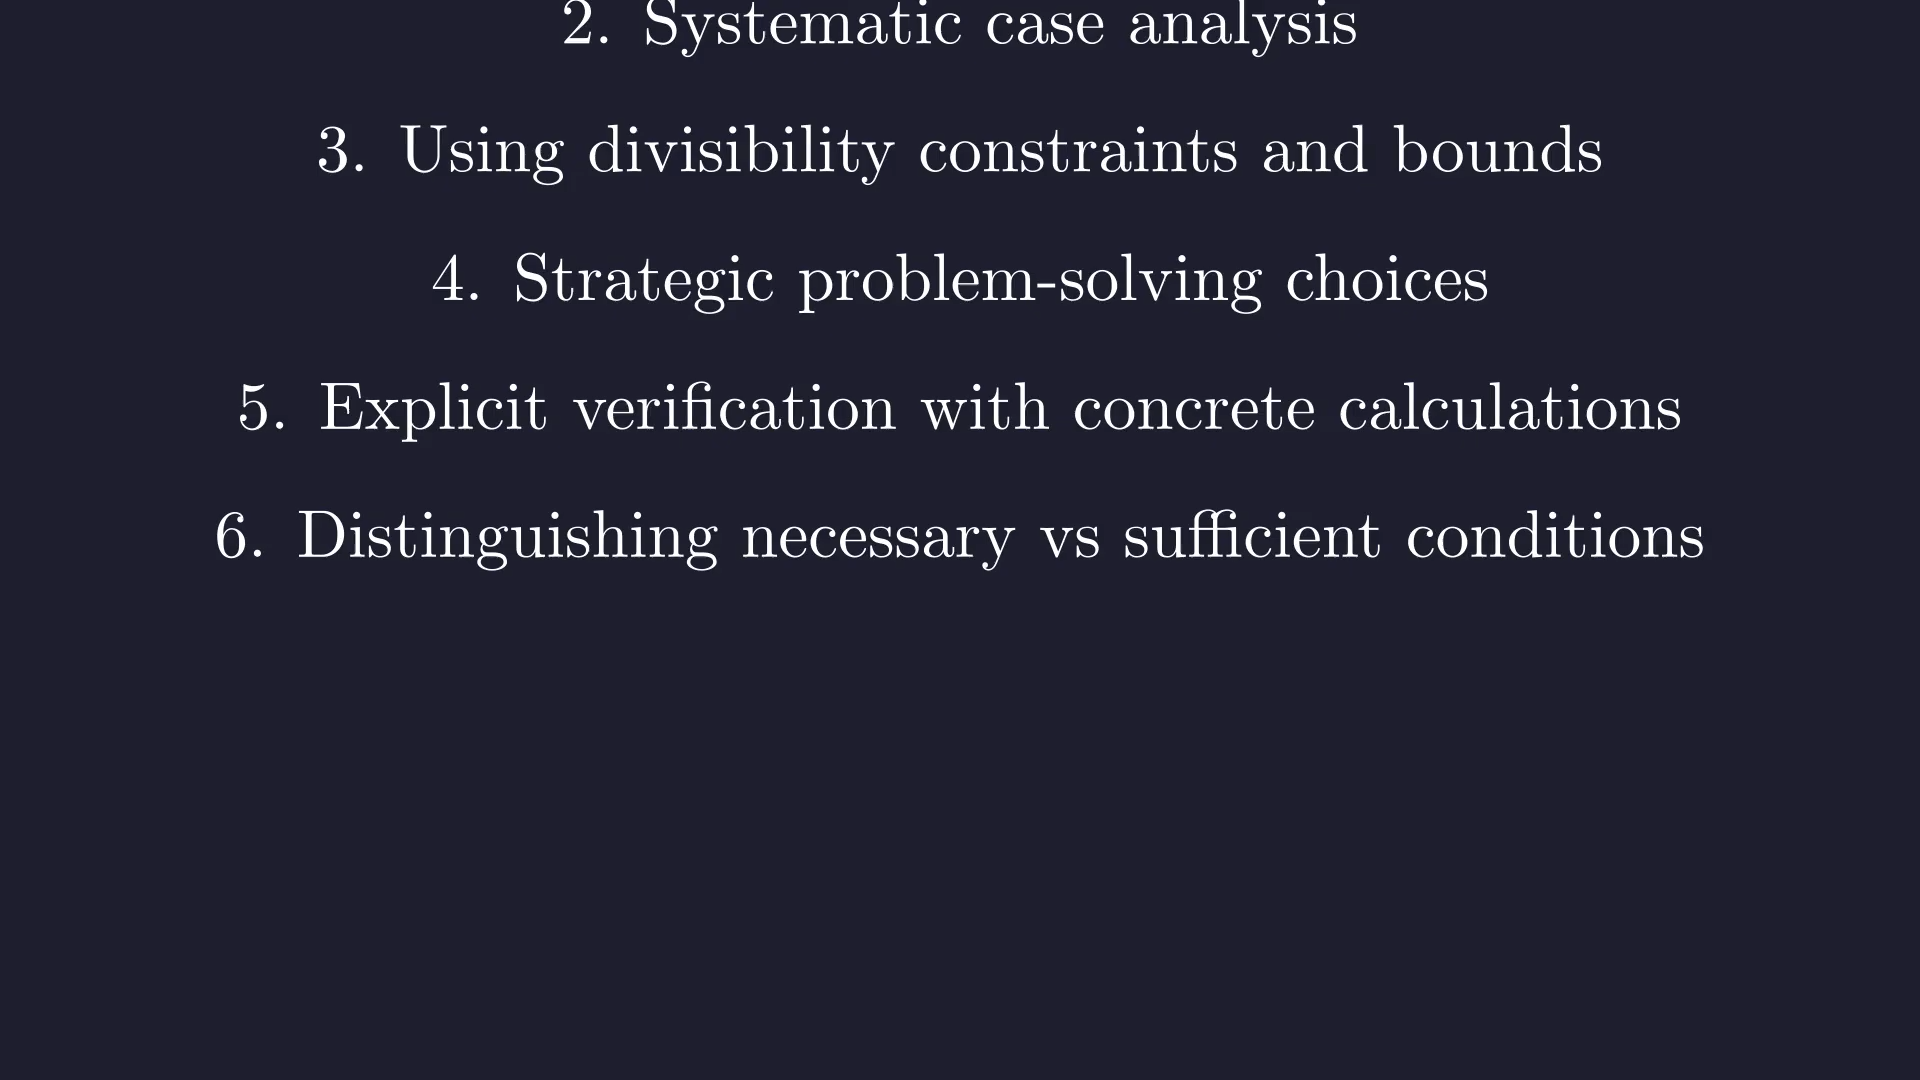 2. Systematic case analysis
3. Using divisibility constraints and bounds
4. Strategic problem-solving choices
5. Explicit verification with concrete calculations
6. Distinguishing necessary vs sufficient conditions